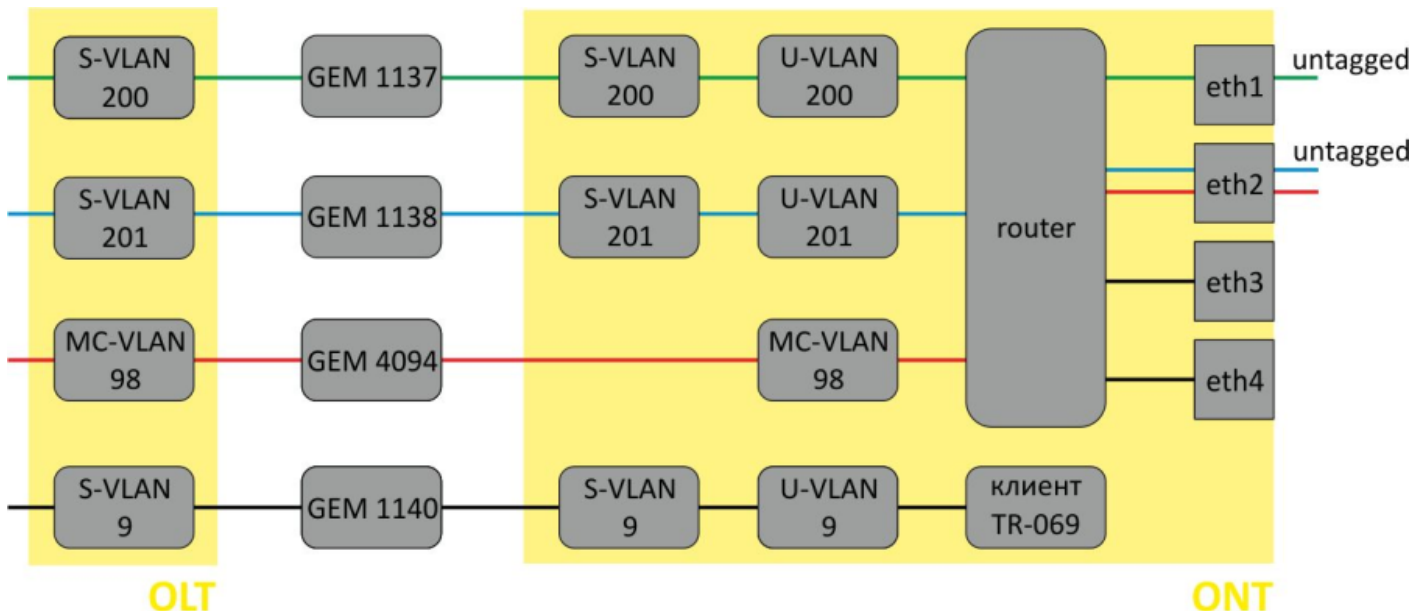 S-VLAN
200
GEM 1137
S-VLAN
200
U-VLAN
200
eth1
untagged
S-VLAN
201
GEM 1138
S-VLAN
201
U-VLAN
201
router
eth2
untagged
eth3
MC-VLAN
98
GEM 4094
MC-VLAN
98
eth4
S-VLAN
9
GEM 1140
S-VLAN
9
U-VLAN
9
клиент
TR-069
OLT
ONT